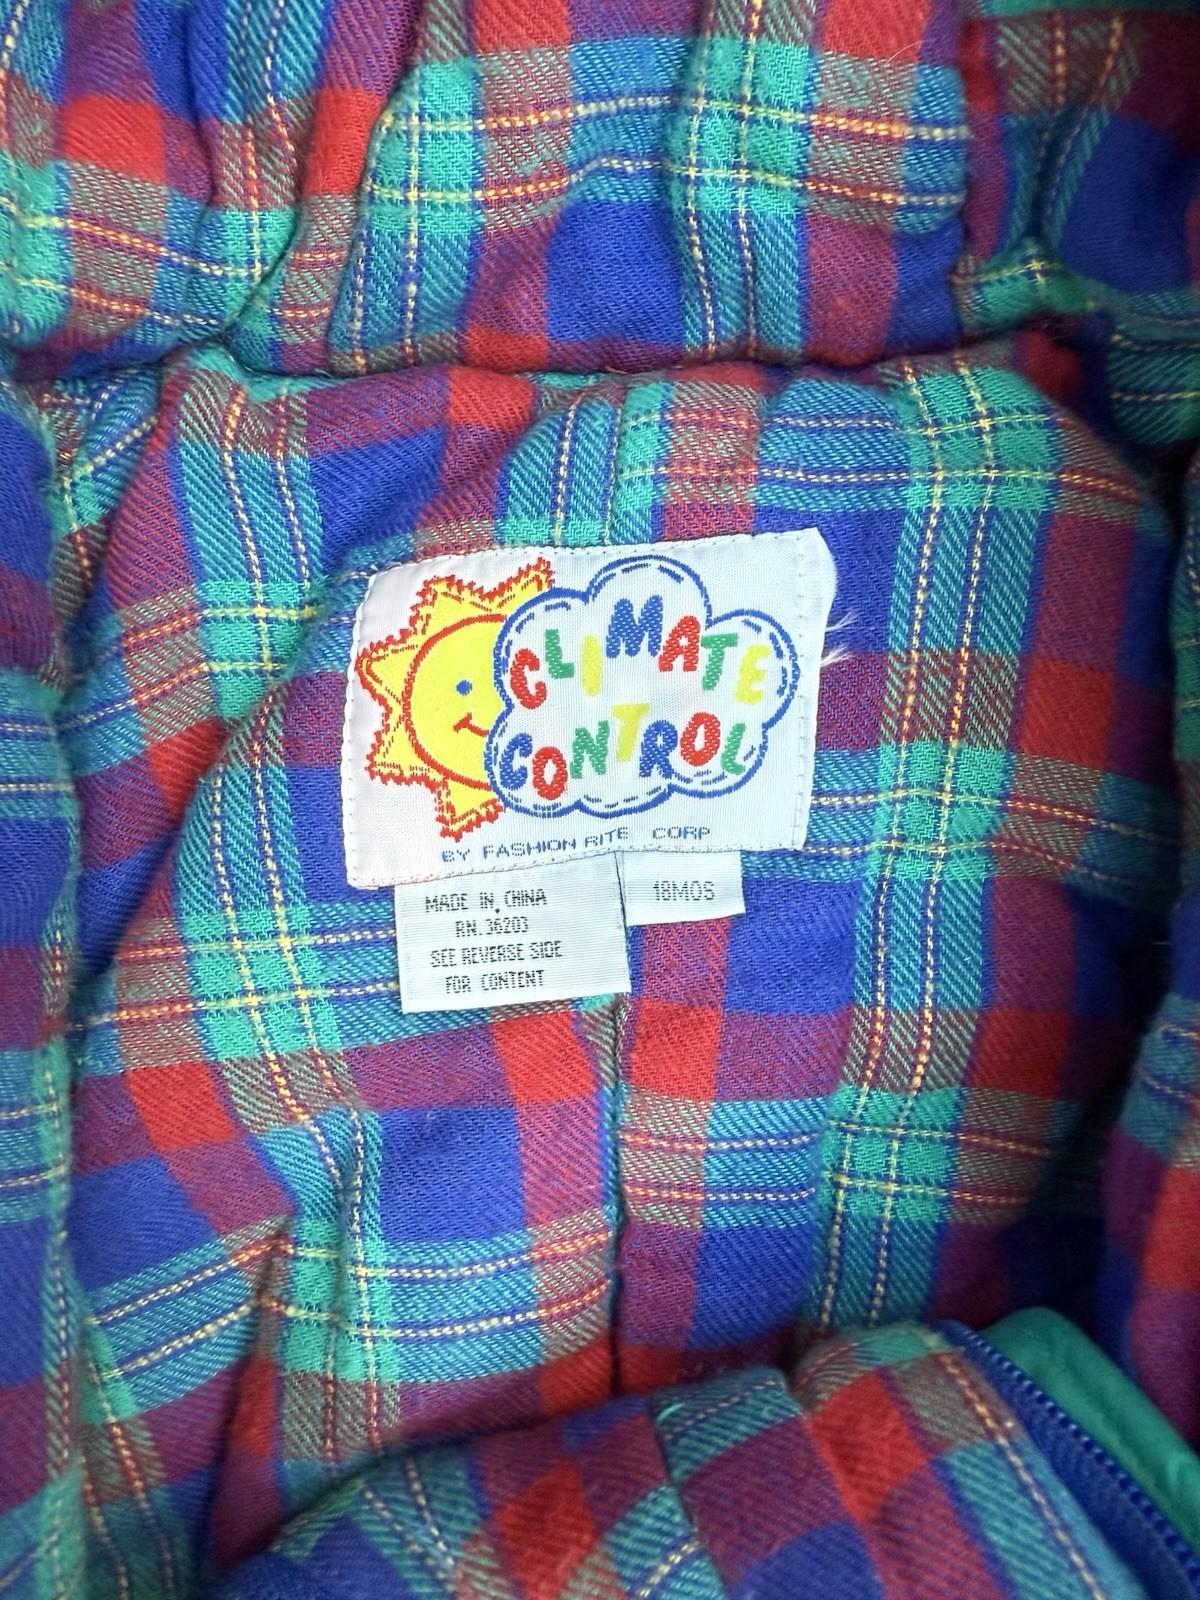 CLIMATE
CONTROL
BY FASHION RITE CORP
MADE IN CHINA
RN. 36203
SEE REVERSE SIDE
FOR CONTENT
18MOS